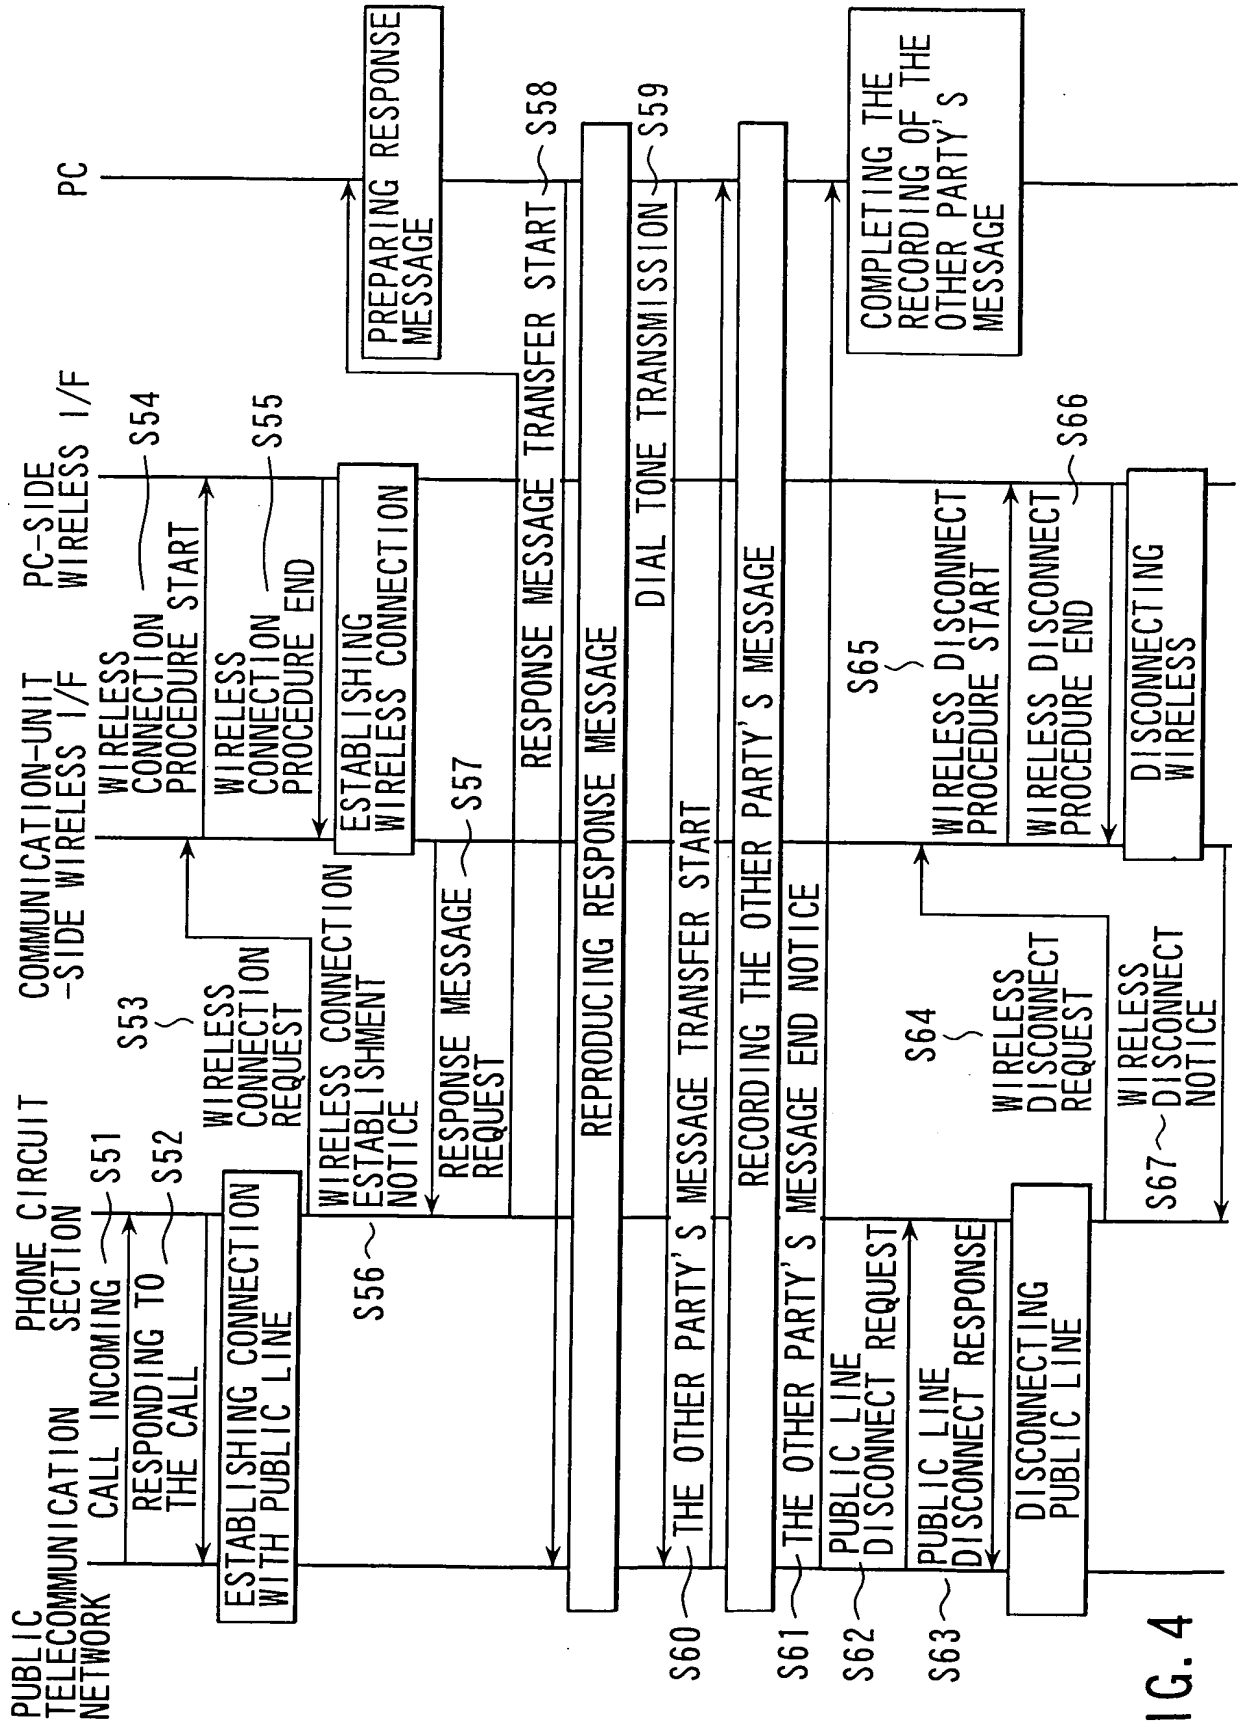 PUBLIC
TELECOMMUNICATION
NETWORK
PHONE CIRCUIT
SECTION
COMMUNICATION-UNIT
-SIDE WIRELESS I/F
PC-SIDE
WIRELESS I/F
PC
CALL INCOMING
S51
RESPONDING TO
THE CALL
S52
ESTABLISHING CONNECTION
WITH PUBLIC LINE
S53
WIRELESS
CONNECTION
REQUEST
WIRELESS
CONNECTION
PROCEDURE START
S54
WIRELESS
CONNECTION
PROCEDURE END
S55
ESTABLISHING
WIRELESS CONNECTION
WIRELESS CONNECTION
ESTABLISHMENT
NOTICE
S56
RESPONSE MESSAGE
REQUEST
S57
PREPARING RESPONSE
MESSAGE
RESPONSE MESSAGE TRANSFER START
S58
REPRODUCING RESPONSE MESSAGE
DIAL TONE TRANSMISSION
S59
S60
THE OTHER PARTY'S MESSAGE TRANSFER START
RECORDING THE OTHER PARTY'S MESSAGE
S61
THE OTHER PARTY'S MESSAGE END NOTICE
COMPLETING THE
RECORDING OF THE
OTHER PARTY'S
MESSAGE
S62
PUBLIC LINE
DISCONNECT REQUEST
S63
PUBLIC LINE
DISCONNECT RESPONSE
DISCONNECTING
PUBLIC LINE
S64
WIRELESS
DISCONNECT
REQUEST
S65
WIRELESS DISCONNECT
PROCEDURE START
WIRELESS DISCONNECT
PROCEDURE END
S66
DISCONNECTING
WIRELESS
S67
WIRELESS
DISCONNECT
NOTICE
IG. 4